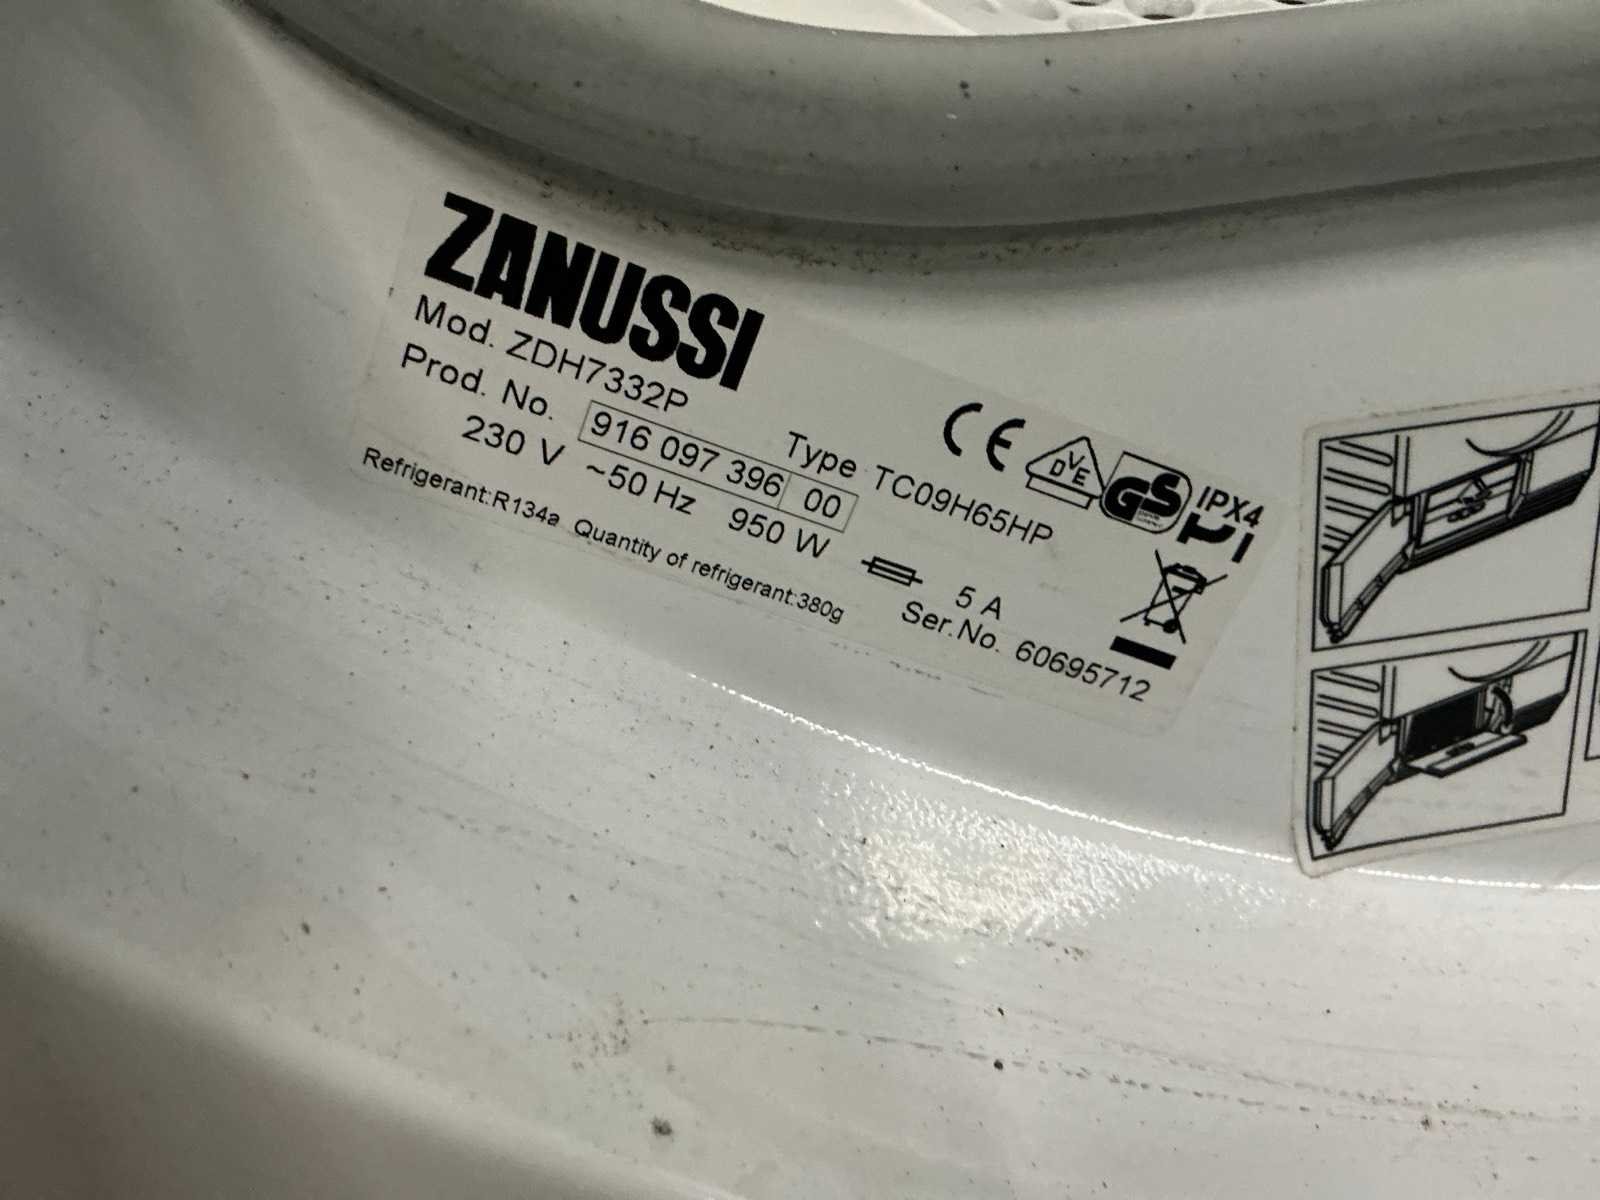 ZANUSSI
Mod. ZDH7332P
Prod. No. 916 097 396 00 Type TC09H65HP
230 V ~50 Hz 950 W 5 A
Refrigerant:R134a Quantity of refrigerant:380g Ser.No. 60695712
CE
DVE
GS
IPX4